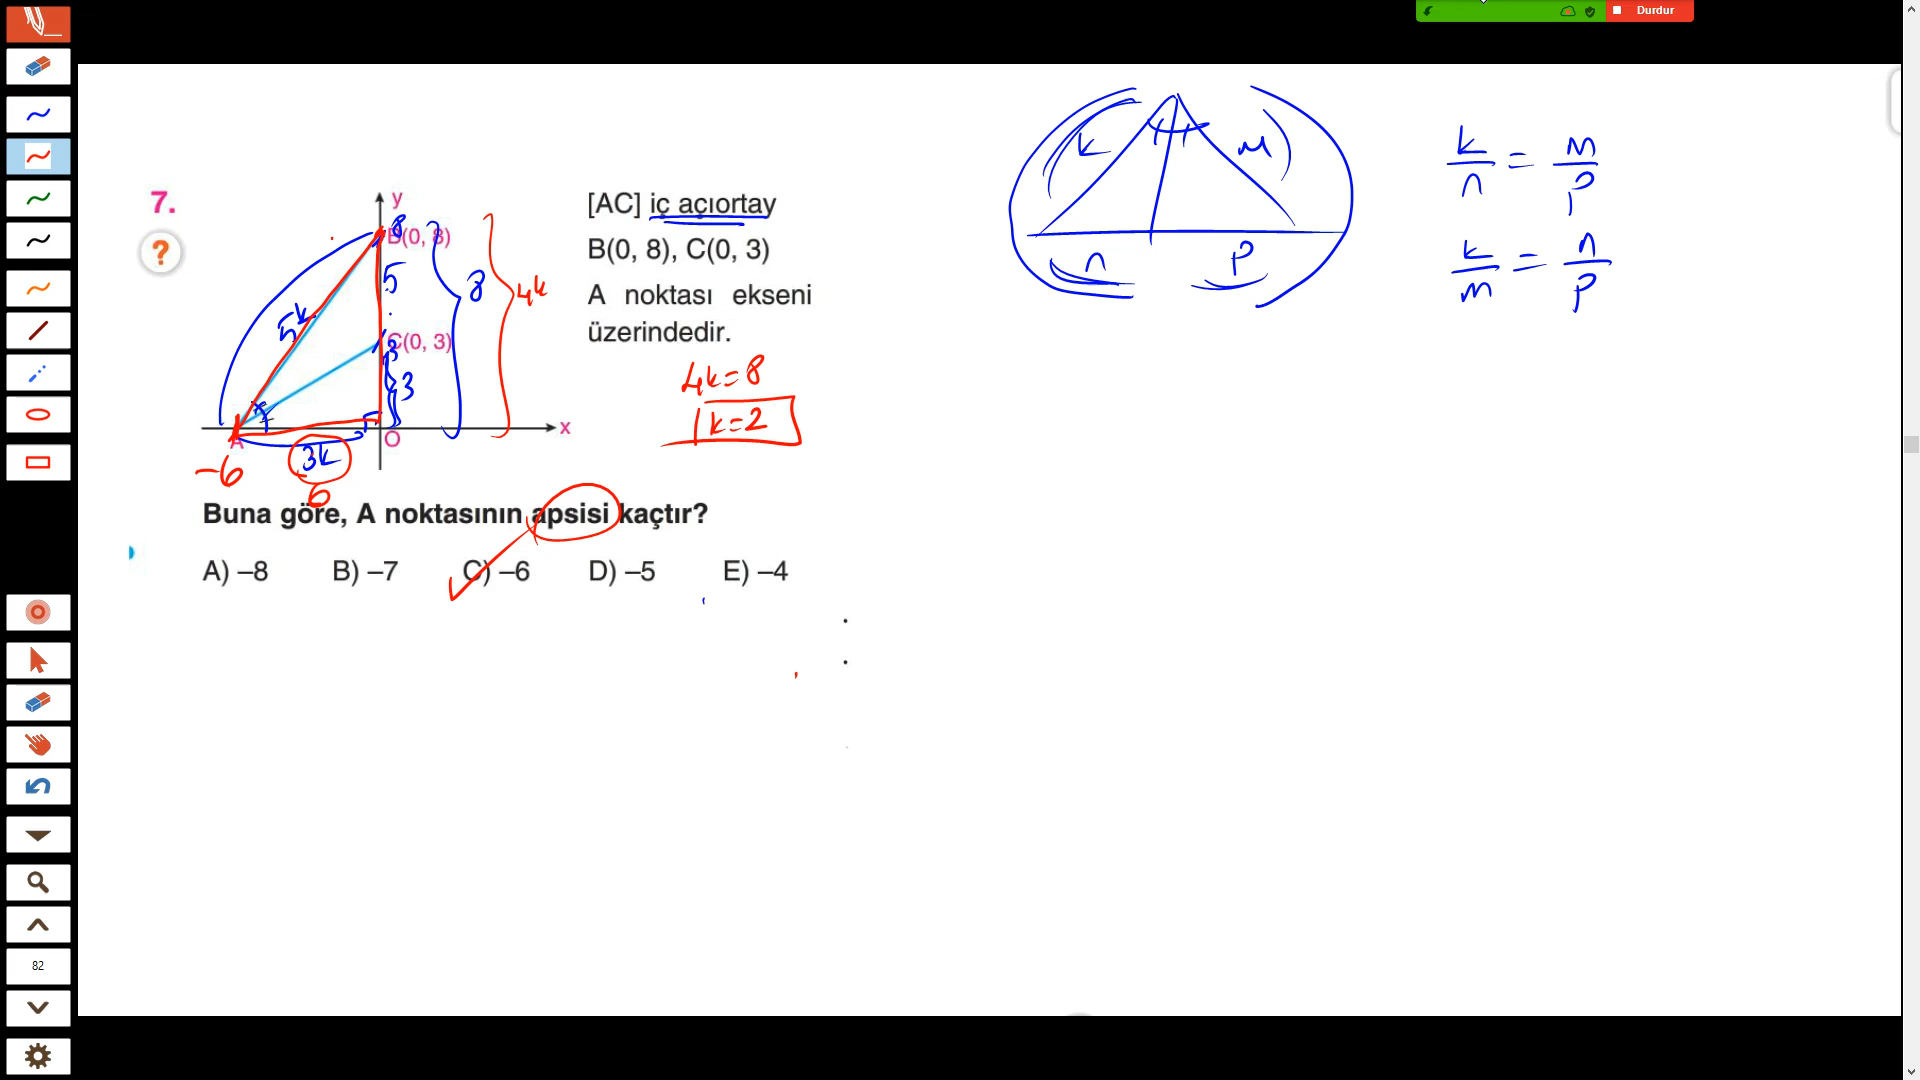 Durdur
7.
?
y
8
B(0, 8)
5
8
4k
5k
C(0, 3)
3
3
x
A
O
-6
3k
6
[AC] iç açıortay
B(0, 8), C(0, 3)
A noktası ekseni
üzerindedir.
4k=8
k=2
Buna göre, A noktasının apsisi kaçtır?
A) –8 B) –7 C) –6 D) –5 E) –4
k M
n P
k/n = M/P
k/m = n/P
82